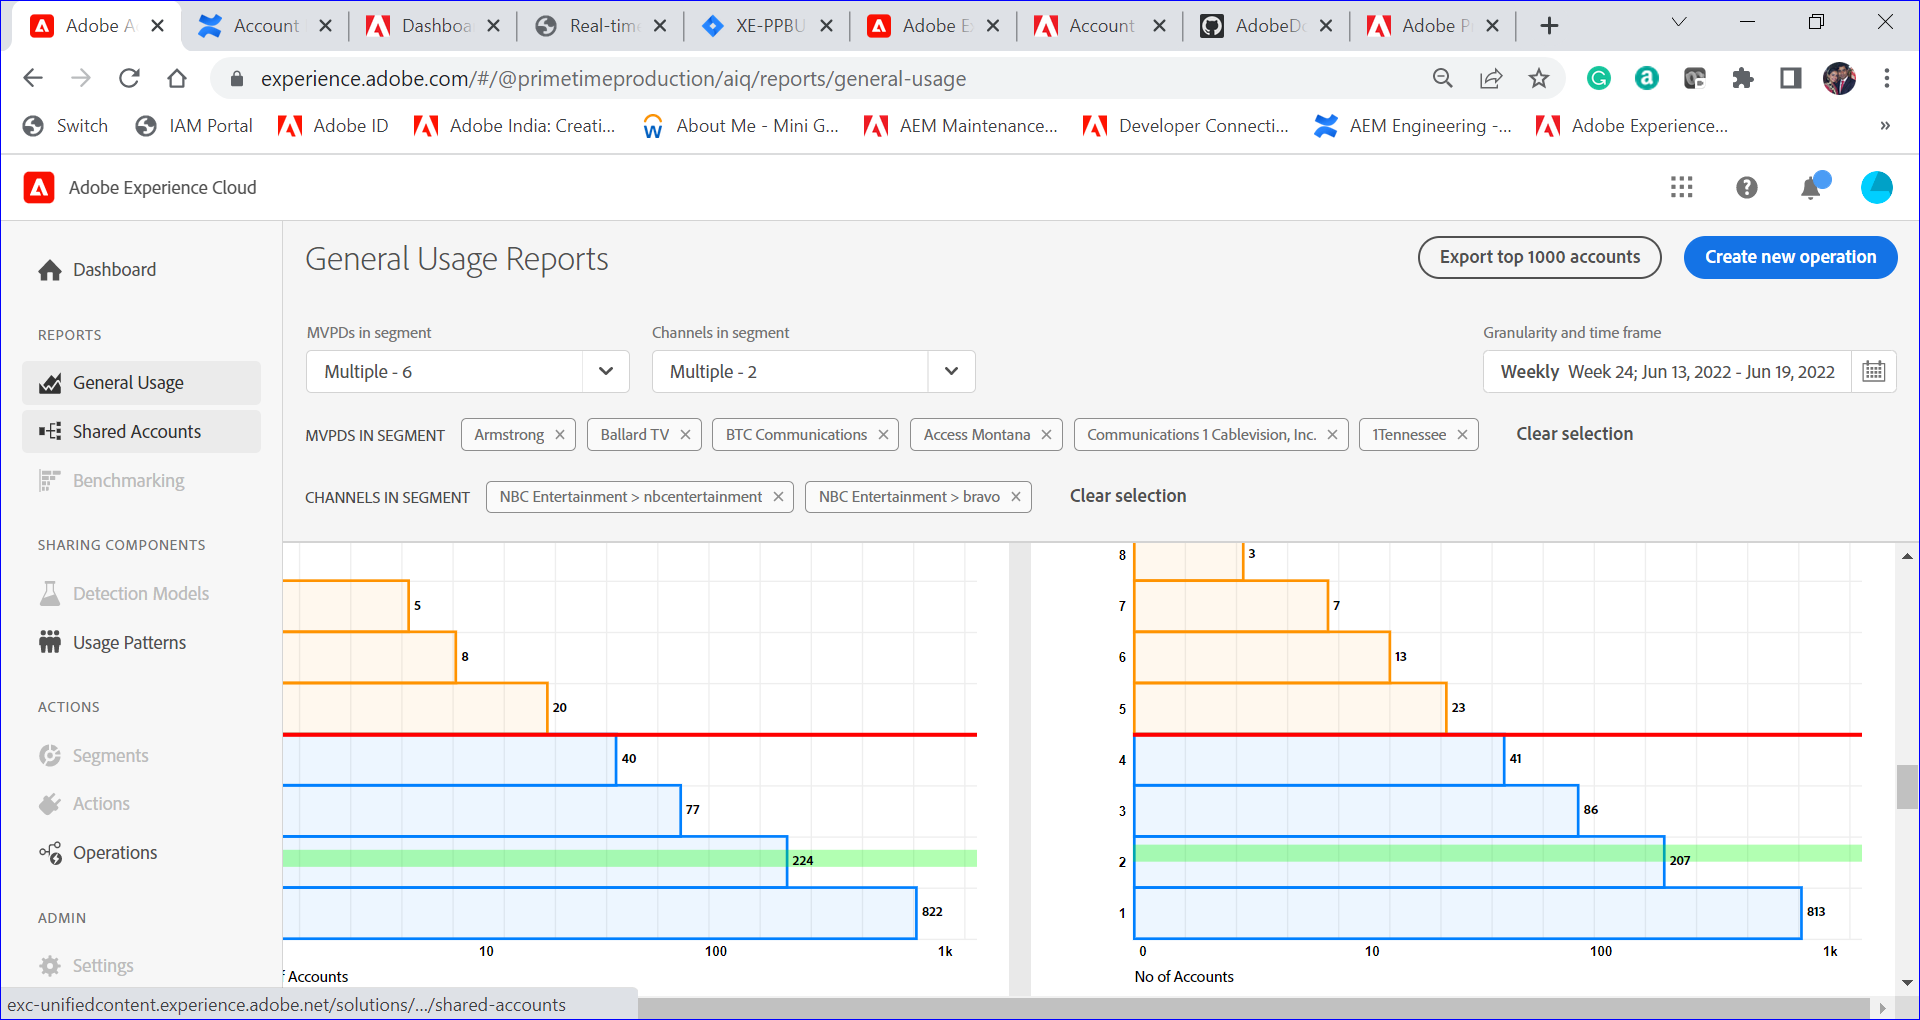 Adobe A
Account
Dashboa
Real-tim
XE-PPBU
Adobe E
Account
AdobeDo
Adobe P
experience.adobe.com/#/@primetimeproduction/aiq/reports/general-usage
Switch
IAM Portal
Adobe ID
Adobe India: Creati...
About Me - Mini G...
AEM Maintenance...
Developer Connecti...
AEM Engineering -...
Adobe Experience...
»
Adobe Experience Cloud
Dashboard
REPORTS
General Usage
Shared Accounts
Benchmarking
SHARING COMPONENTS
Detection Models
Usage Patterns
ACTIONS
Segments
Actions
Operations
ADMIN
Settings
General Usage Reports
Export top 1000 accounts
Create new operation
MVPDs in segment
Multiple - 6
Channels in segment
Multiple - 2
Granularity and time frame
Weekly Week 24; Jun 13, 2022 - Jun 19, 2022
MVPDS IN SEGMENT
Armstrong
Ballard TV
BTC Communications
Access Montana
Communications 1 Cablevision, Inc.
1Tennessee
Clear selection
CHANNELS IN SEGMENT
NBC Entertainment > nbcentertainment
NBC Entertainment > bravo
Clear selection
5
8
20
40
77
224
822
10 100 1k
f Accounts
8 3
7 7
6 13
5 23
4 41
3 86
2 207
1 813
0 10 100 1k
No of Accounts
exc-unifiedcontent.experience.adobe.net/solutions/.../shared-accounts